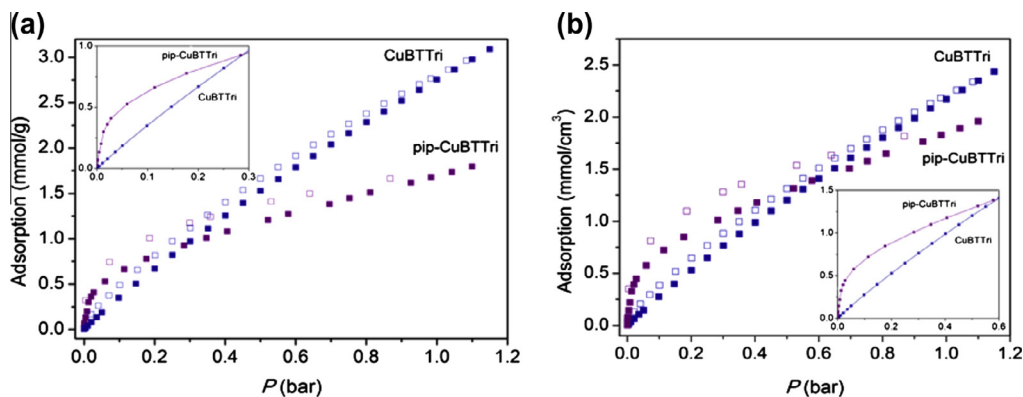 (a)
Adsorption (mmol/g)
3.0
2.5
2.0
1.5
1.0
0.5
0.0
0.0 0.2 0.4 0.6 0.8 1.0 1.2
P (bar)
CuBTTri
pip-CuBTTri
1.0
0.5
0.0
0.0 0.1 0.2 0.3
pip-CuBTTri
CuBTTri
(b)
Adsorption (mmol/cm³)
2.5
2.0
1.5
1.0
0.5
0.0
0.0 0.2 0.4 0.6 0.8 1.0 1.2
P (bar)
CuBTTri
pip-CuBTTri
1.5
1.0
0.5
0.0
0.0 0.2 0.4 0.6
pip-CuBTTri
CuBTTri